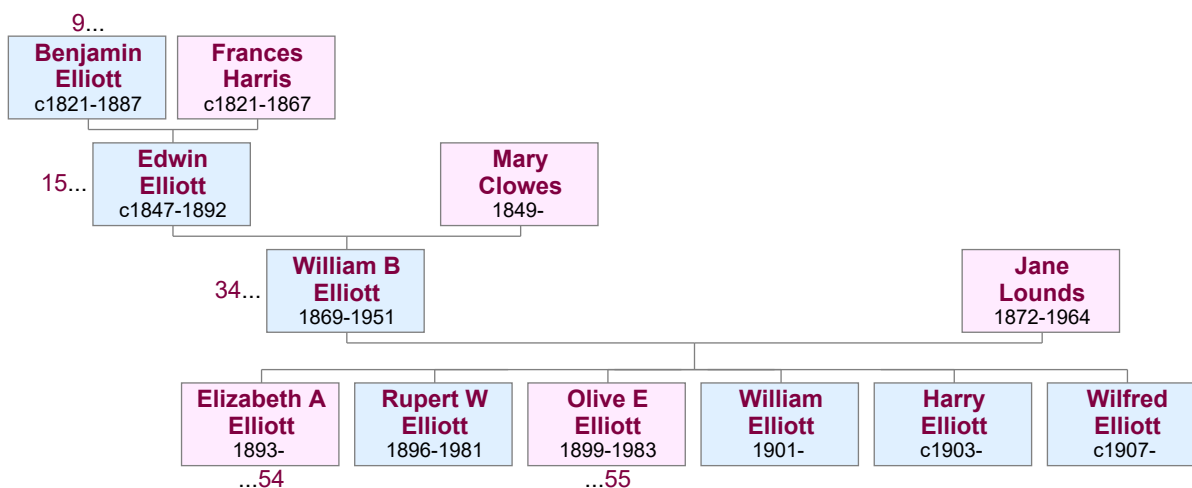 9...
Benjamin
Elliott
c1821-1887
Frances
Harris
c1821-1867
15...
Edwin
Elliott
c1847-1892
Mary
Clowes
1849-
34...
William B
Elliott
1869-1951
Jane
Lounds
1872-1964
Elizabeth A
Elliott
1893-
...54
Rupert W
Elliott
1896-1981
Olive E
Elliott
1899-1983
...55
William
Elliott
1901-
Harry
Elliott
c1903-
Wilfred
Elliott
c1907-